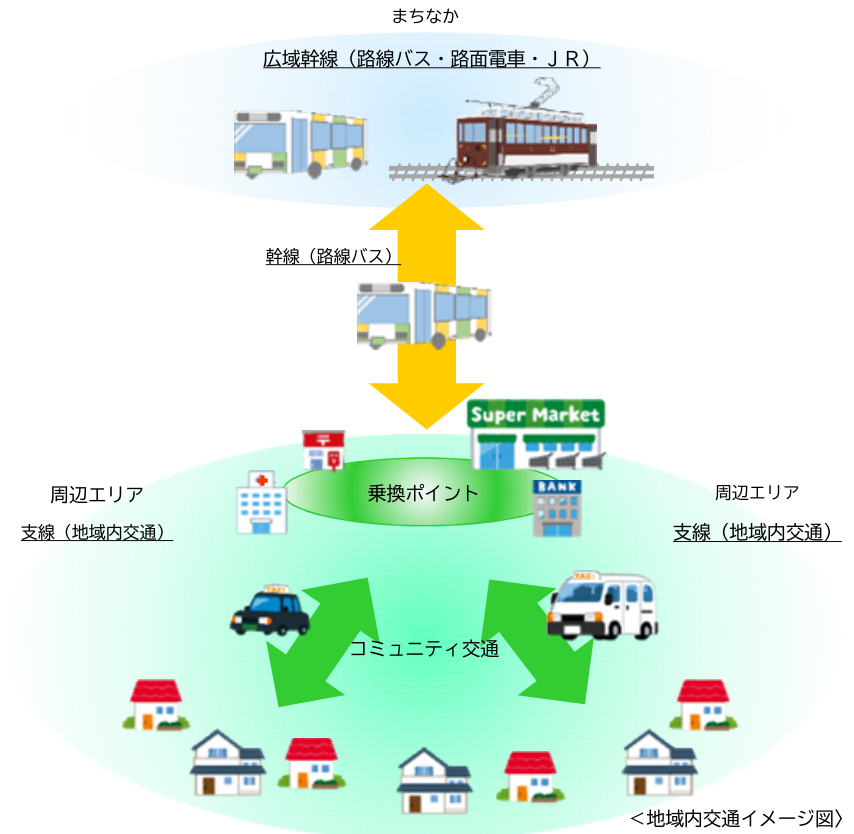 まちなか
広域幹線（路線バス・路面電車・ＪＲ）
幹線（路線バス）
Super Market
乗換ポイント
BANK
周辺エリア
支線（地域内交通）
周辺エリア
支線（地域内交通）
TAXI
TAXI
コミュニティ交通
＜地域内交通イメージ図＞